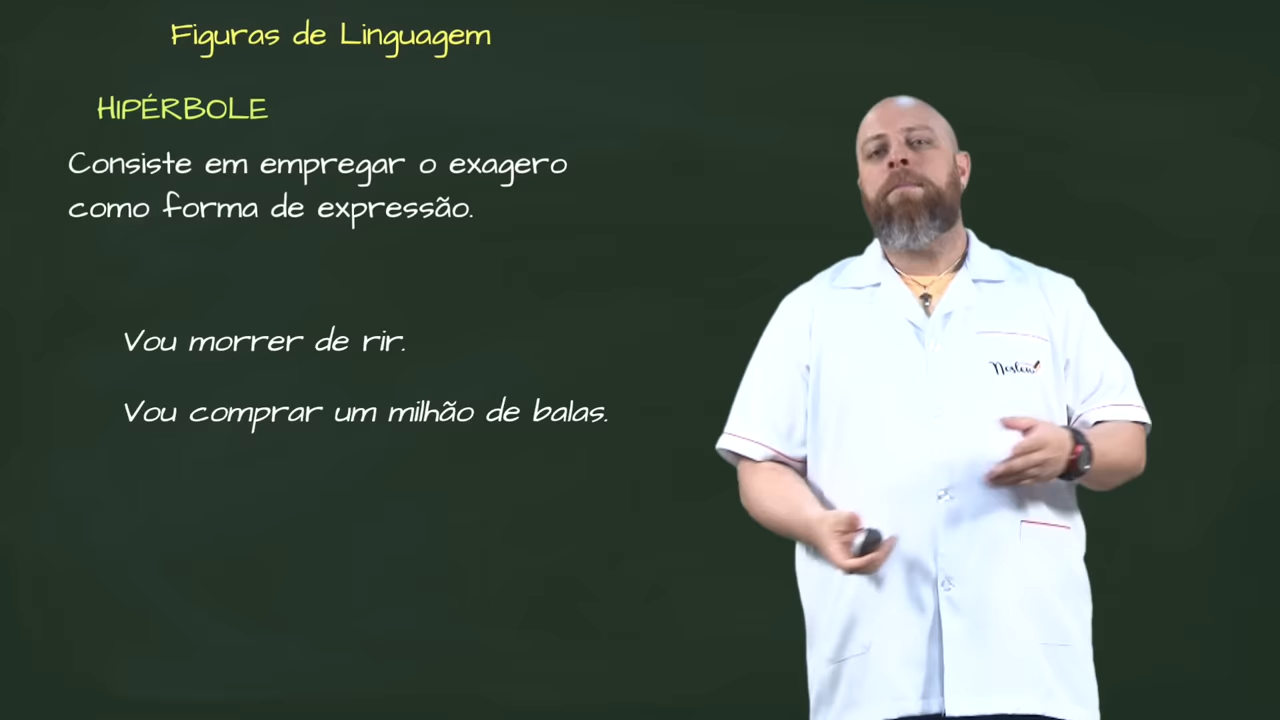 Figuras de Linguagem
HIPÉRBOLE
Consiste em empregar o exagero
como forma de expressão.
Vou morrer de rir.
Vou comprar um milhão de balas.